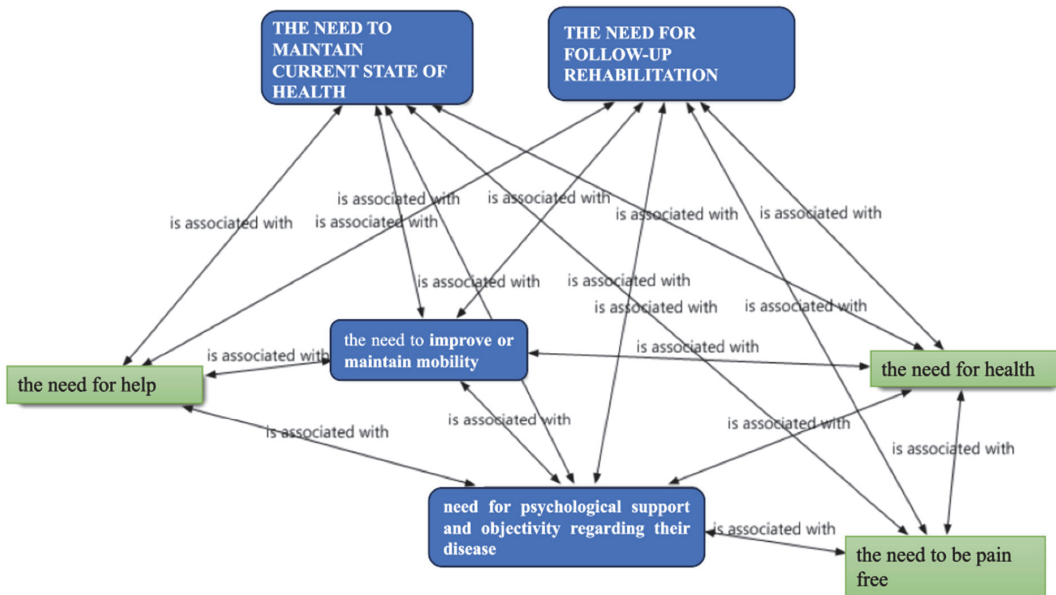 THE NEED TO
MAINTAIN
CURRENT STATE OF
HEALTH
THE NEED FOR
FOLLOW-UP
REHABILITATION
is associated with
is associated with
is associated with
is associated with
is associated with
is associated with
is associated with
is associated with
is associated with
is associated with
the need to improve or
maintain mobility
is associated with
is associated with
the need for help
the need for health
is associated with
is associated with
is associated with
is associated with
need for psychological support
and objectivity regarding their
disease
is associated with
the need to be pain
free